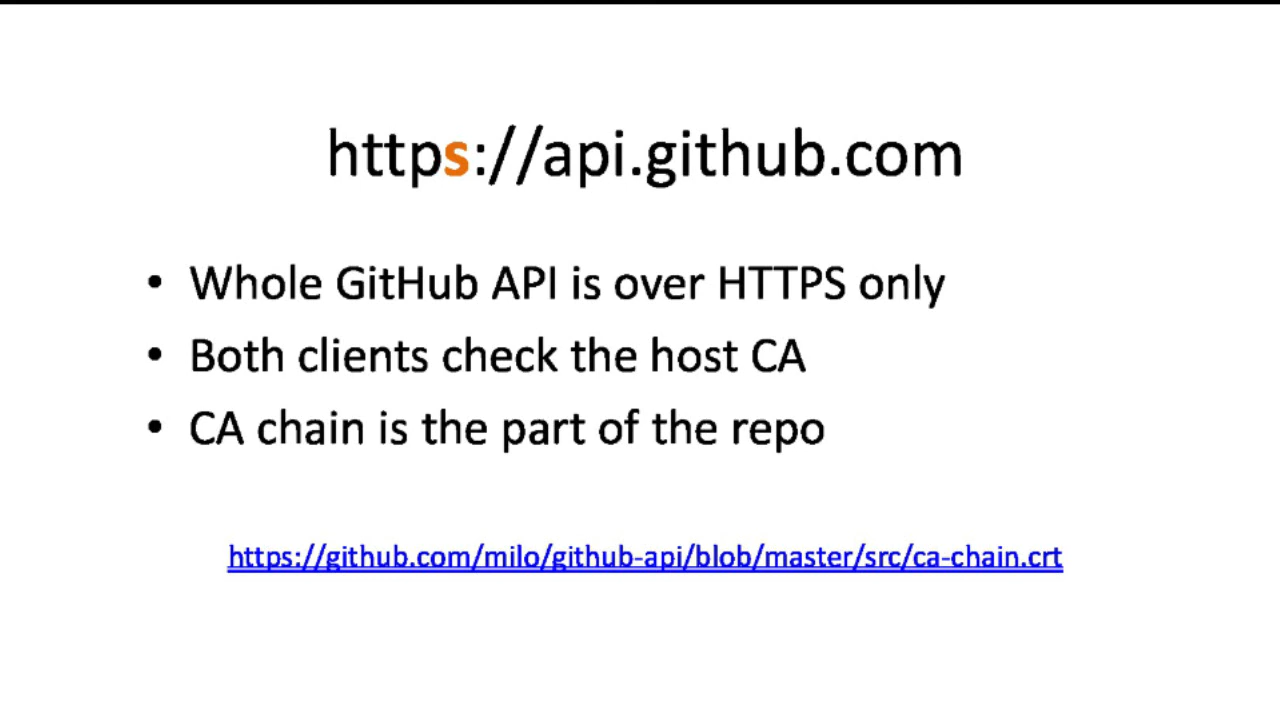 https://api.github.com
• Whole GitHub API is over HTTPS only
• Both clients check the host CA
• CA chain is the part of the repo
https://github.com/milo/github-api/blob/master/src/ca-chain.crt